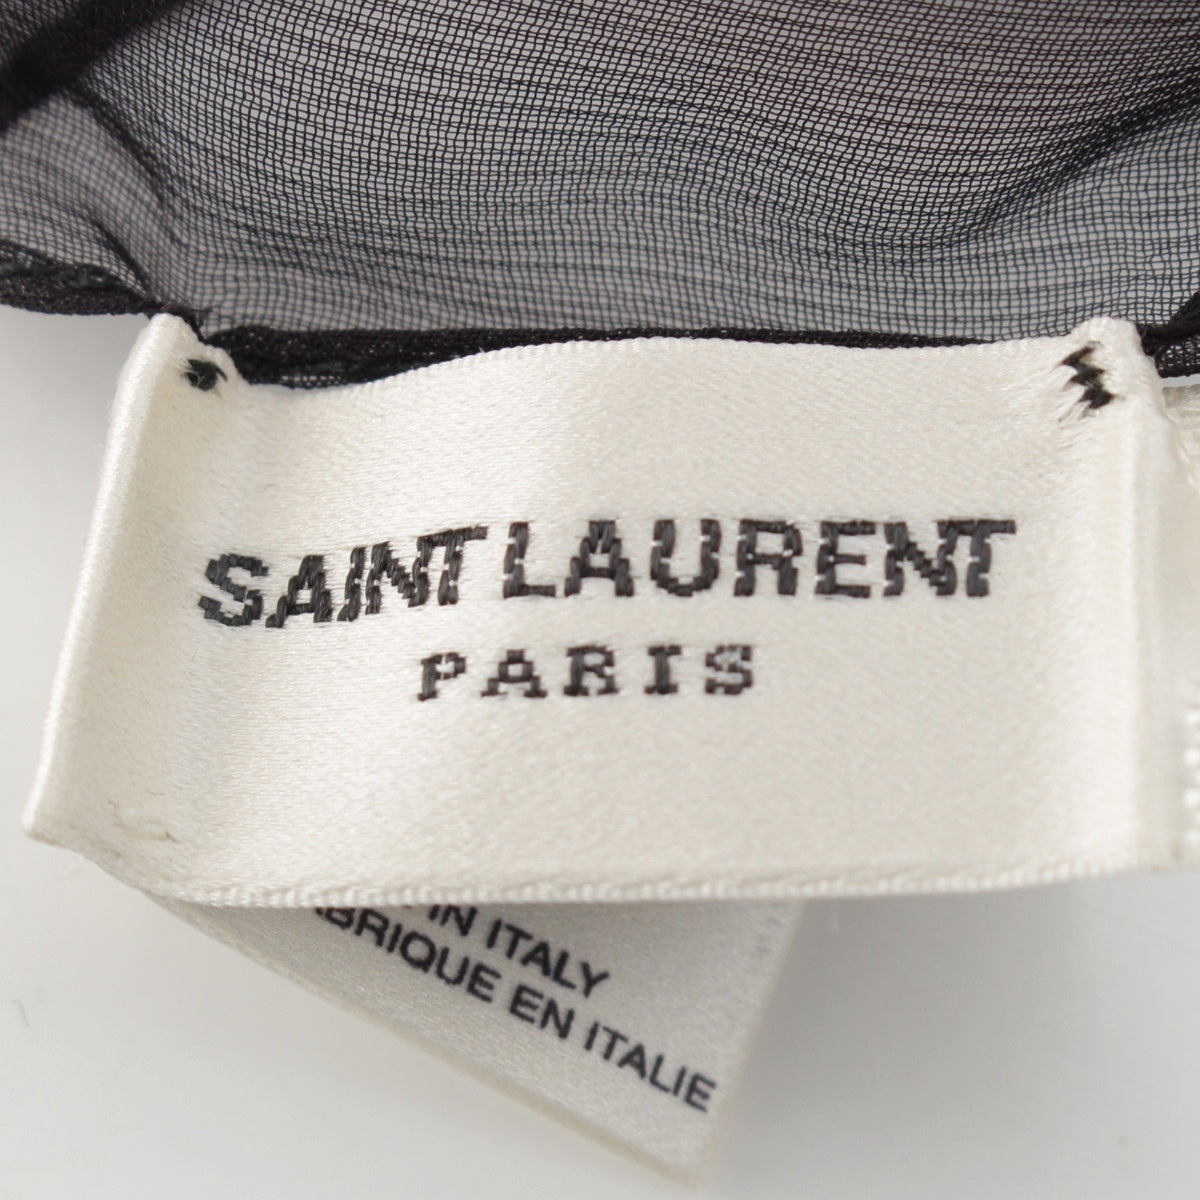 SAINT LAURENT
PARIS
IN ITALY
BRIQUE EN ITALIE